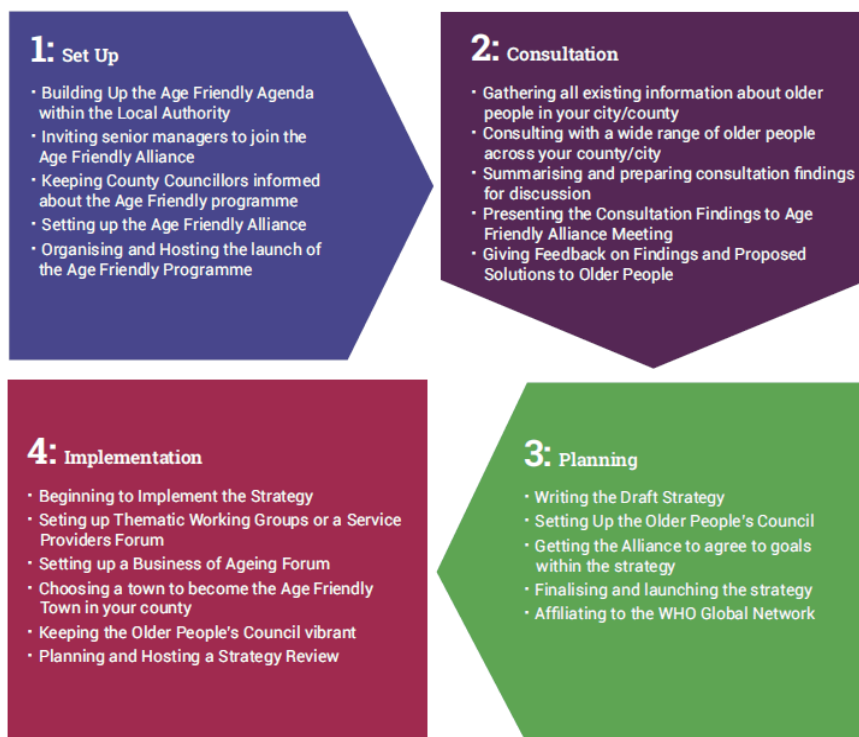 1: Set Up
· Building Up the Age Friendly Agenda
within the Local Authority
· Inviting senior managers to join the
Age Friendly Alliance
· Keeping County Councillors informed
about the Age Friendly programme
· Setting up the Age Friendly Alliance
· Organising and Hosting the launch of
the Age Friendly Programme
2: Consultation
· Gathering all existing information about older
people in your city/county
· Consulting with a wide range of older people
across your county/city
· Summarising and preparing consultation findings
for discussion
· Presenting the Consultation Findings to Age
Friendly Alliance Meeting
· Giving Feedback on Findings and Proposed
Solutions to Older People
3: Planning
· Writing the Draft Strategy
· Setting Up the Older People's Council
· Getting the Alliance to agree to goals
within the strategy
· Finalising and launching the strategy
· Affiliating to the WHO Global Network
4: Implementation
· Beginning to Implement the Strategy
· Seting up Thematic Working Groups or a Service
Providers Forum
· Setting up a Business of Ageing Forum
· Choosing a town to become the Age Friendly
Town in your county
· Keeping the Older People's Council vibrant
· Planning and Hosting a Strategy Review